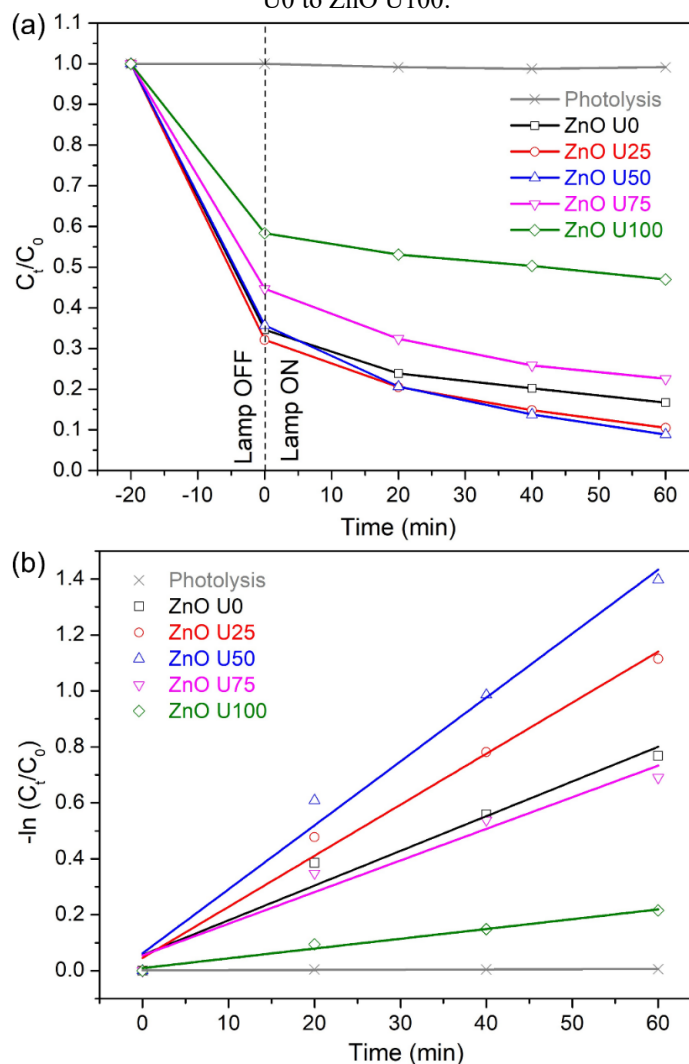 U0 to ZnO U100.
(a)
1.1
1.0
0.9
0.8
0.7
0.6
0.5
0.4
0.3
0.2
0.1
0.0
Cₜ/C₀
Photolysis
ZnO U0
ZnO U25
ZnO U50
ZnO U75
ZnO U100
Lamp OFF
Lamp ON
-20 -10 0 10 20 30 40 50 60
Time (min)
(b)
1.4
1.2
1.0
0.8
0.6
0.4
0.2
0.0
-ln (Cₜ/C₀)
Photolysis
ZnO U0
ZnO U25
ZnO U50
ZnO U75
ZnO U100
0 10 20 30 40 50 60
Time (min)